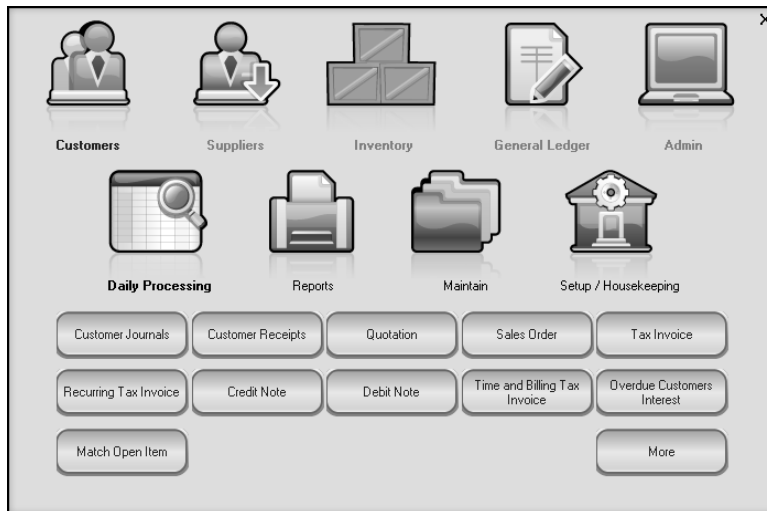 Customers Suppliers Inventory General Ledger Admin
Daily Processing Reports Maintain Setup / Housekeeping
Customer Journals Customer Receipts Quotation Sales Order Tax Invoice
Recurring Tax Invoice Credit Note Debit Note Time and Billing Tax Invoice Overdue Customers Interest
Match Open Item More